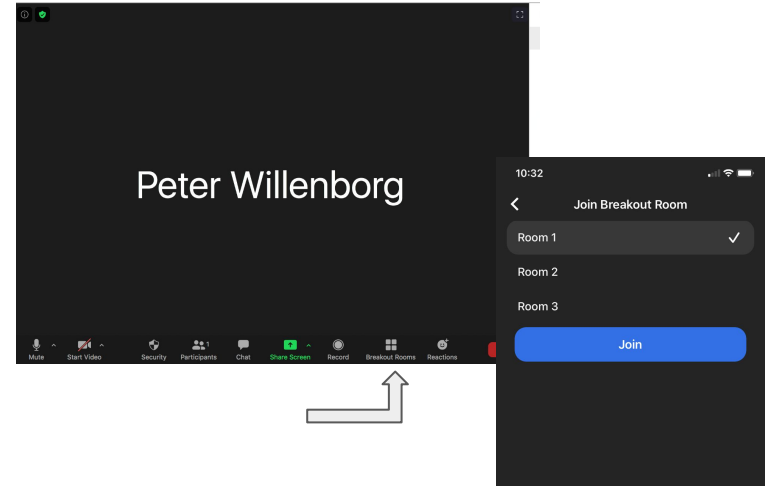 Peter Willenborg
Mute
Start Video
Security
Participants
1
Chat
Share Screen
Record
Breakout Rooms
Reactions
10:32
Join Breakout Room
Room 1
Room 2
Room 3
Join